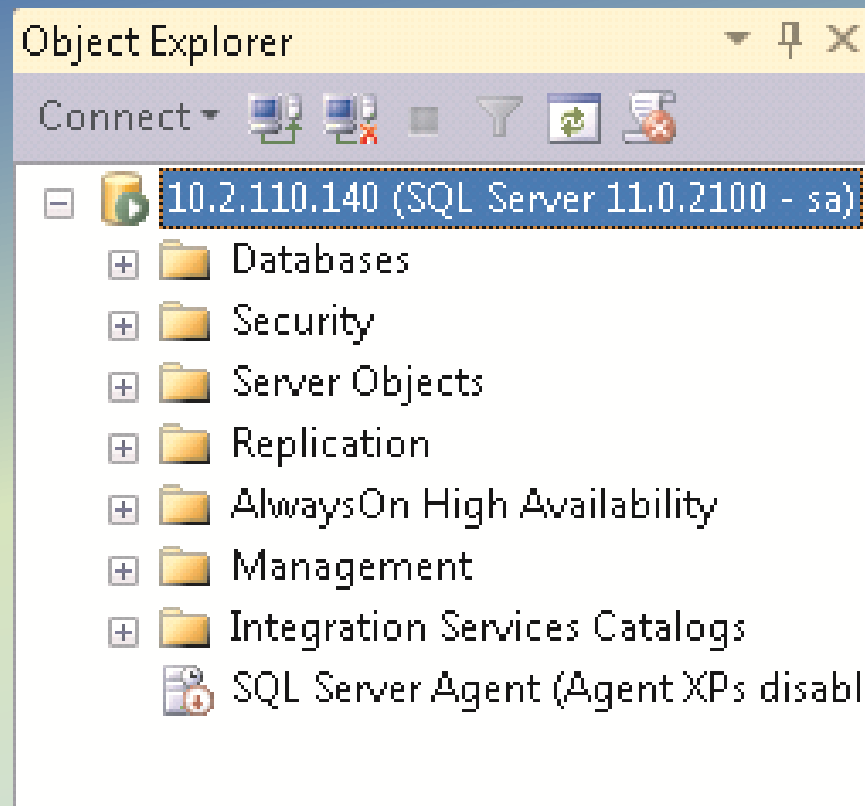 Object Explorer
Connect
10.2.110.140 (SQL Server 11.0.2100 - sa)
Databases
Security
Server Objects
Replication
AlwaysOn High Availability
Management
Integration Services Catalogs
SQL Server Agent (Agent XPs disabl